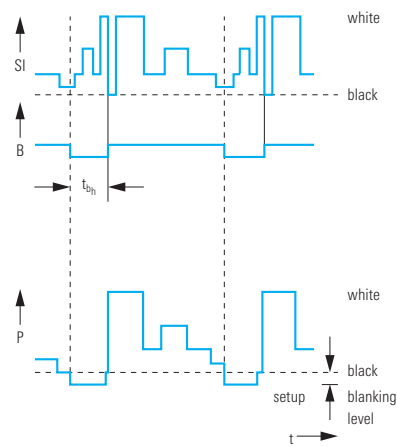 white
SI
black
B
t_bh
white
P
black
setup
blanking
level
t